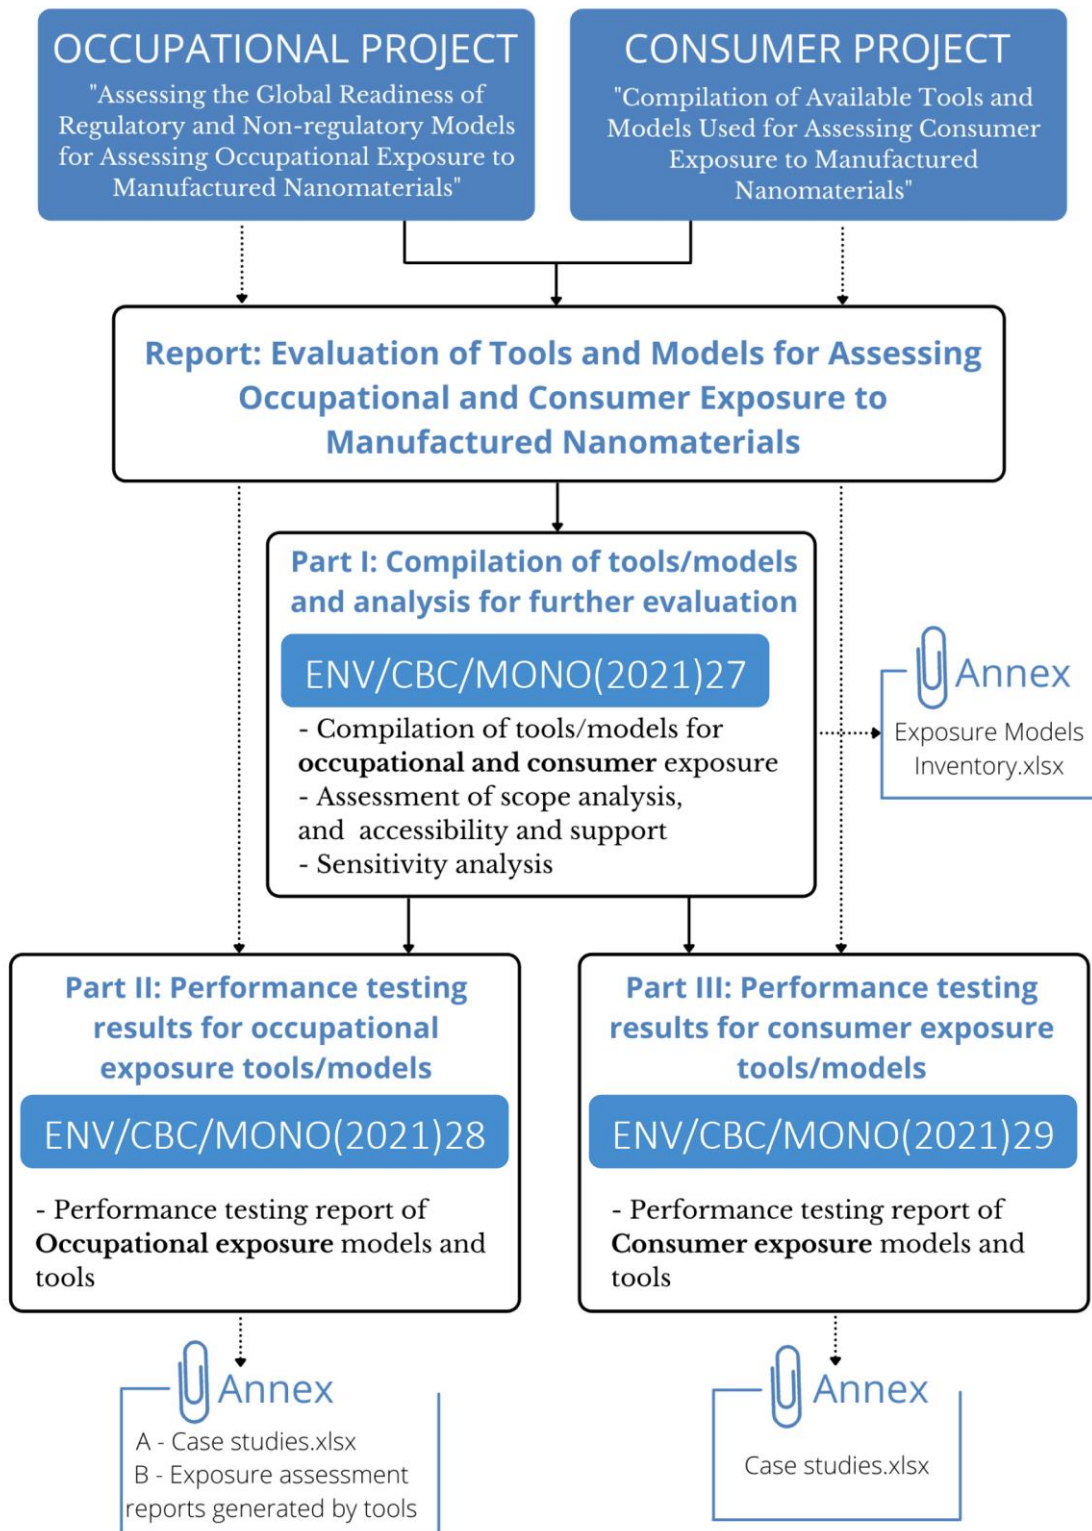 OCCUPATIONAL PROJECT
"Assessing the Global Readiness of
Regulatory and Non-regulatory Models
for Assessing Occupational Exposure to
Manufactured Nanomaterials"
CONSUMER PROJECT
"Compilation of Available Tools and
Models Used for Assessing Consumer
Exposure to Manufactured
Nanomaterials"
Report: Evaluation of Tools and Models for Assessing
Occupational and Consumer Exposure to
Manufactured Nanomaterials
Part I: Compilation of tools/models
and analysis for further evaluation
ENV/CBC/MONO(2021)27
- Compilation of tools/models for
occupational and consumer exposure
- Assessment of scope analysis,
and accessibility and support
- Sensitivity analysis
Annex
Exposure Models
Inventory.xlsx
Part II: Performance testing
results for occupational
exposure tools/models
ENV/CBC/MONO(2021)28
- Performance testing report of
Occupational exposure models and
tools
Part III: Performance testing
results for consumer exposure
tools/models
ENV/CBC/MONO(2021)29
- Performance testing report of
Consumer exposure models and
tools
Annex
A - Case studies.xlsx
B - Exposure assessment
reports generated by tools
Annex
Case studies.xlsx